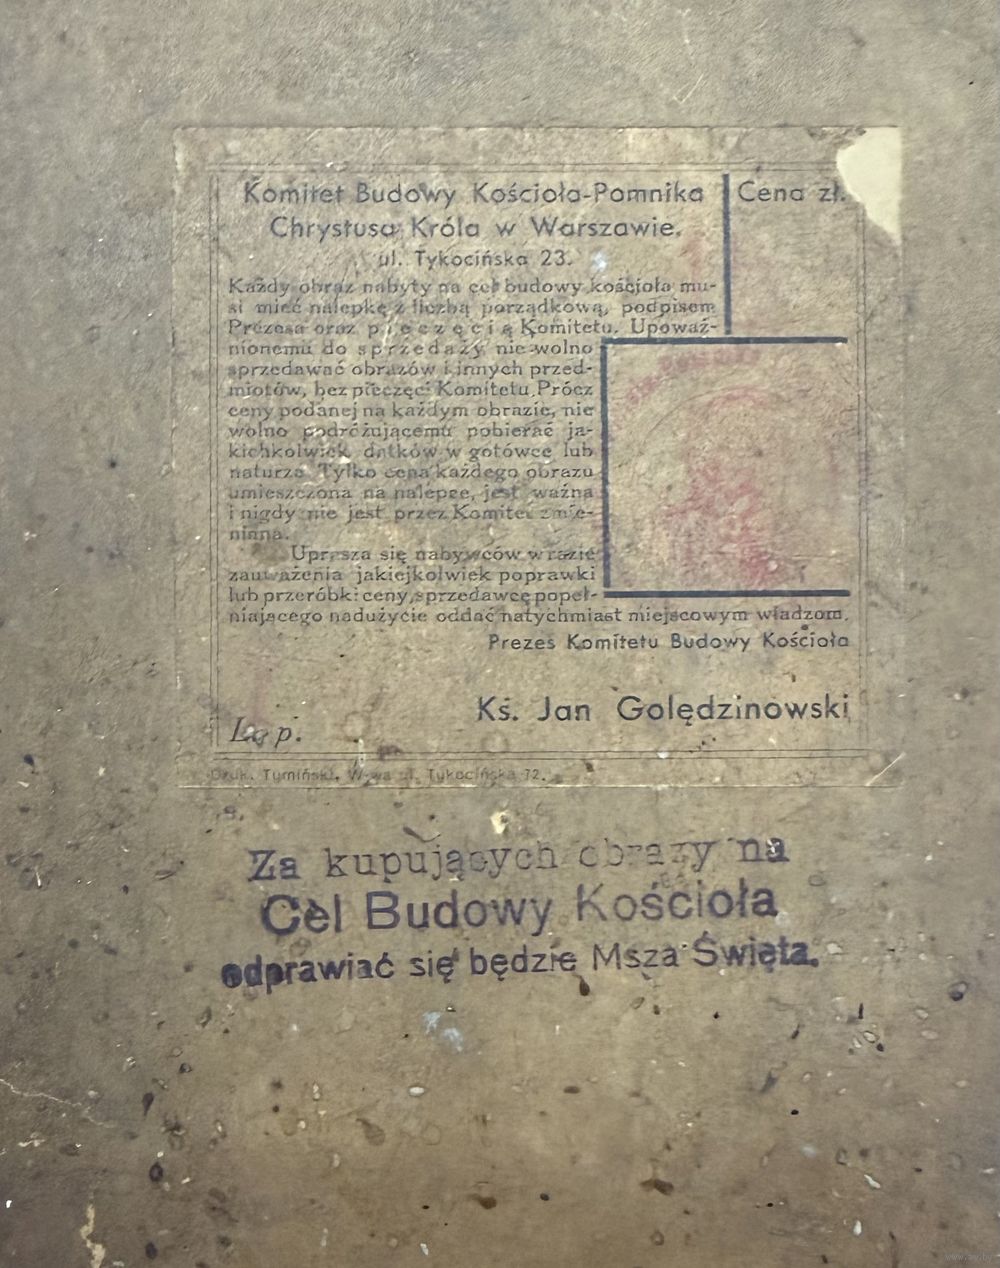 Komitet Budowy Kościoła-Pomnika
Chrystusa Króla w Warszawie.
ul. Tykocińska 23.
Cena zł.
Każdy obraz nabyty na cel budowy kościoła mu-
si mieć nalepkę z liczbą porządkową, podpisem
Prezesa oraz pieczęcią Komitetu. Upoważ-
nionemu do sprzedaży nie wolno
sprzedawać obrazów i innych przed-
miotów, bez pieczęci Komitetu. Prócz
ceny podanej na każdym obrazie, nie
wolno podróżującemu pobierać ja-
kichkolwiek datków w gotówce lub
naturze. Tylko cena każdego obrazu
umieszczona na nalepce, jest ważna
i nigdy nie jest przez Komitet zmie-
niana.
Uprasza się nabywców w razie
zauważenia jakiejkolwiek poprawki
lub przeróbki ceny, sprzedawcę popeł-
niającego nadużycie oddać natychmiast miejscowym władzom.
Prezes Komitetu Budowy Kościoła
Kś. Jan Golędzinowski
L. p.
Druk. Tymiński, W-wa ul. Tykocińska 12.
Za kupujących obrazy na
Cel Budowy Kościoła
odprawiać się będzie Msza Święta.